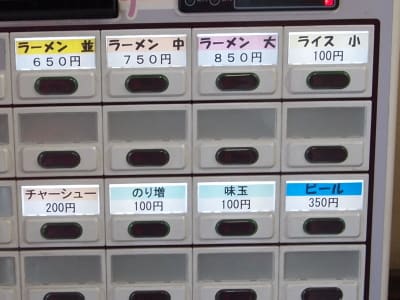 ラーメン 並
650円
ラーメン 中
750円
ラーメン 大
850円
ライス 小
100円
チャーシュー
200円
のり増
100円
味玉
100円
ビール
350円